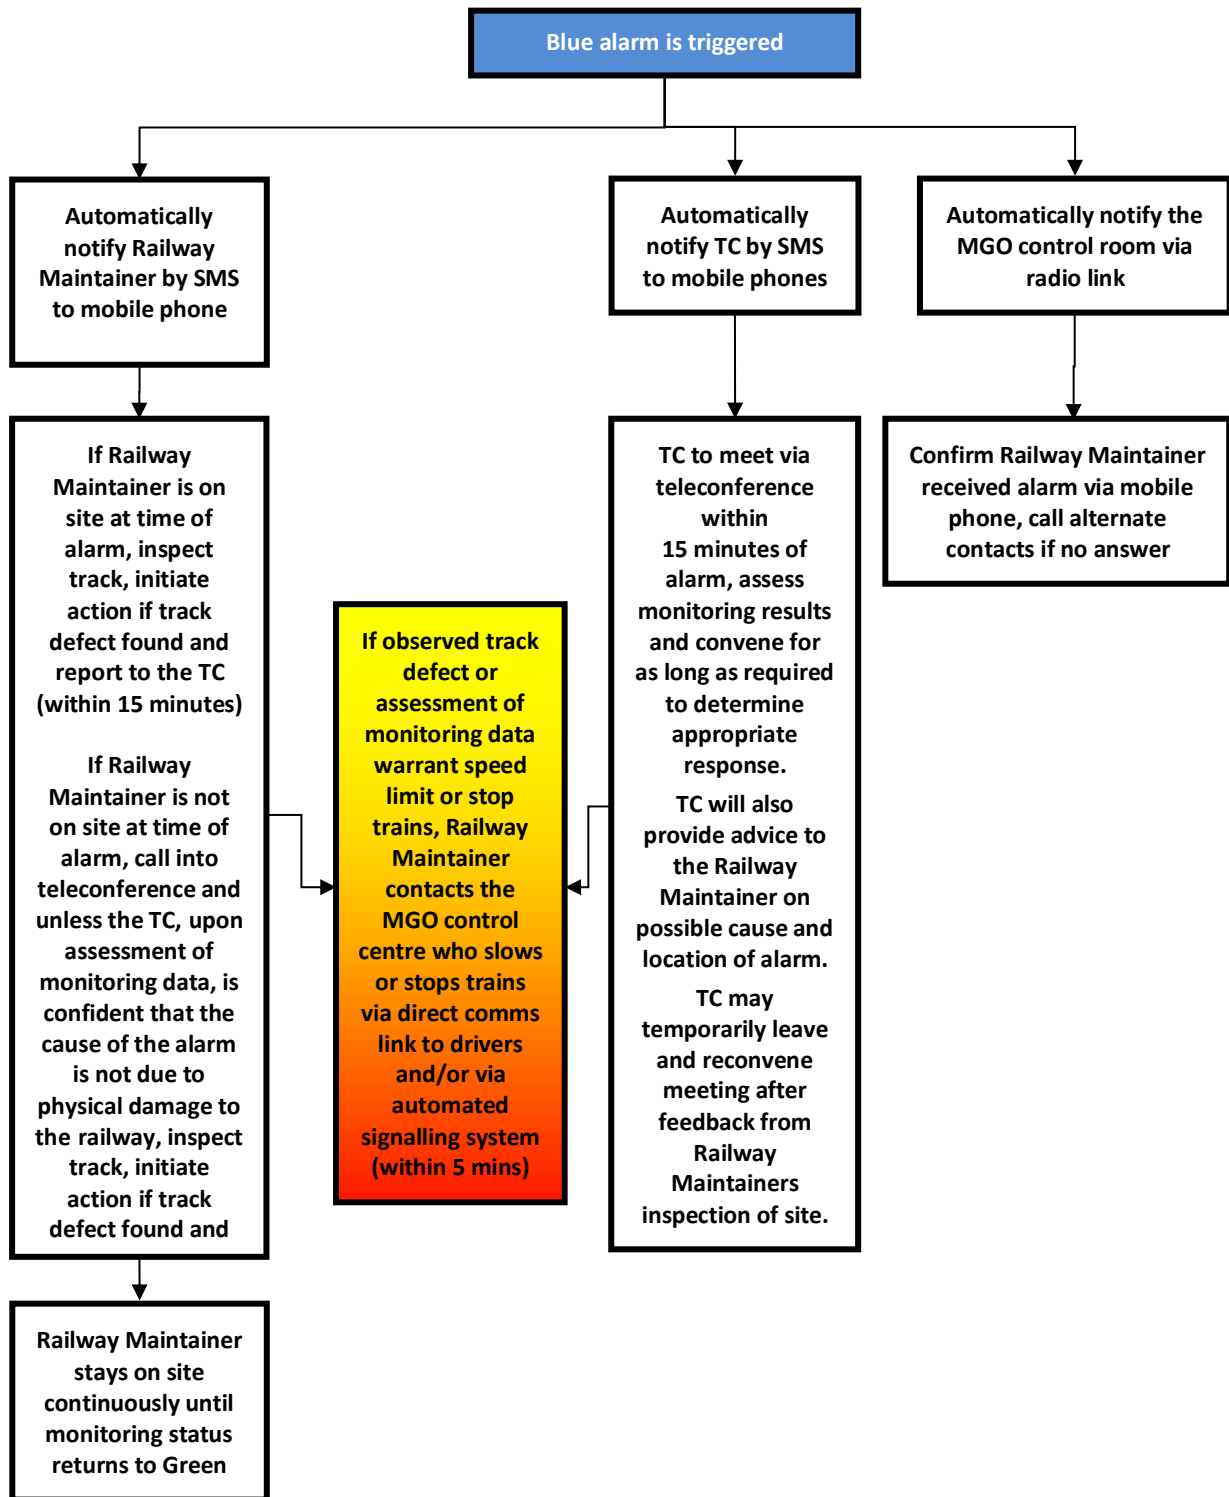 Blue alarm is triggered
Automatically
notify Railway
Maintainer by SMS
to mobile phone
Automatically
notify TC by SMS
to mobile phones
Automatically notify the
MGO control room via
radio link
If Railway
Maintainer is on
site at time of
alarm, inspect
track, initiate
action if track
defect found and
report to the TC
(within 15 minutes)
If Railway
Maintainer is not
on site at time of
alarm, call into
teleconference and
unless the TC, upon
assessment of
monitoring data, is
confident that the
cause of the alarm
is not due to
physical damage to
the railway, inspect
track, initiate
action if track
defect found and
If observed track
defect or
assessment of
monitoring data
warrant speed
limit or stop
trains, Railway
Maintainer
contacts the
MGO control
centre who slows
or stops trains
via direct comms
link to drivers
and/or via
automated
signalling system
(within 5 mins)
TC to meet via
teleconference
within
15 minutes of
alarm, assess
monitoring results
and convene for
as long as required
to determine
appropriate
response.
TC will also
provide advice to
the Railway
Maintainer on
possible cause and
location of alarm.
TC may
temporarily leave
and reconvene
meeting after
feedback from
Railway
Maintainers
inspection of site.
Confirm Railway Maintainer
received alarm via mobile
phone, call alternate
contacts if no answer
Railway Maintainer
stays on site
continuously until
monitoring status
returns to Green